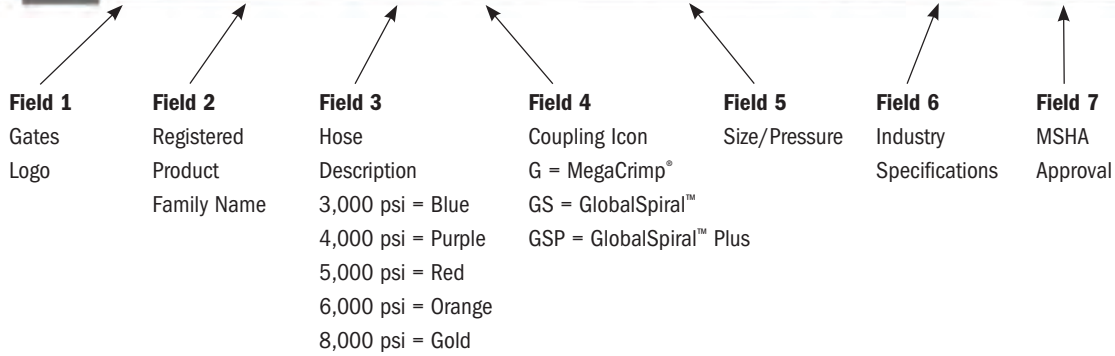 Field 1
Gates
Logo
Field 2
Registered
Product
Family Name
Field 3
Hose
Description
3,000 psi = Blue
4,000 psi = Purple
5,000 psi = Red
6,000 psi = Orange
8,000 psi = Gold
Field 4
Coupling Icon
G = MegaCrimp®
GS = GlobalSpiral™
GSP = GlobalSpiral™ Plus
Field 5
Size/Pressure
Field 6
Industry
Specifications
Field 7
MSHA
Approval